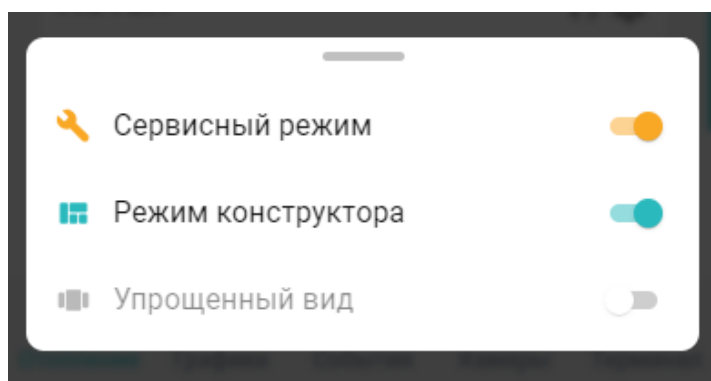 Сервисный режим
Режим конструктора
Упрощенный вид